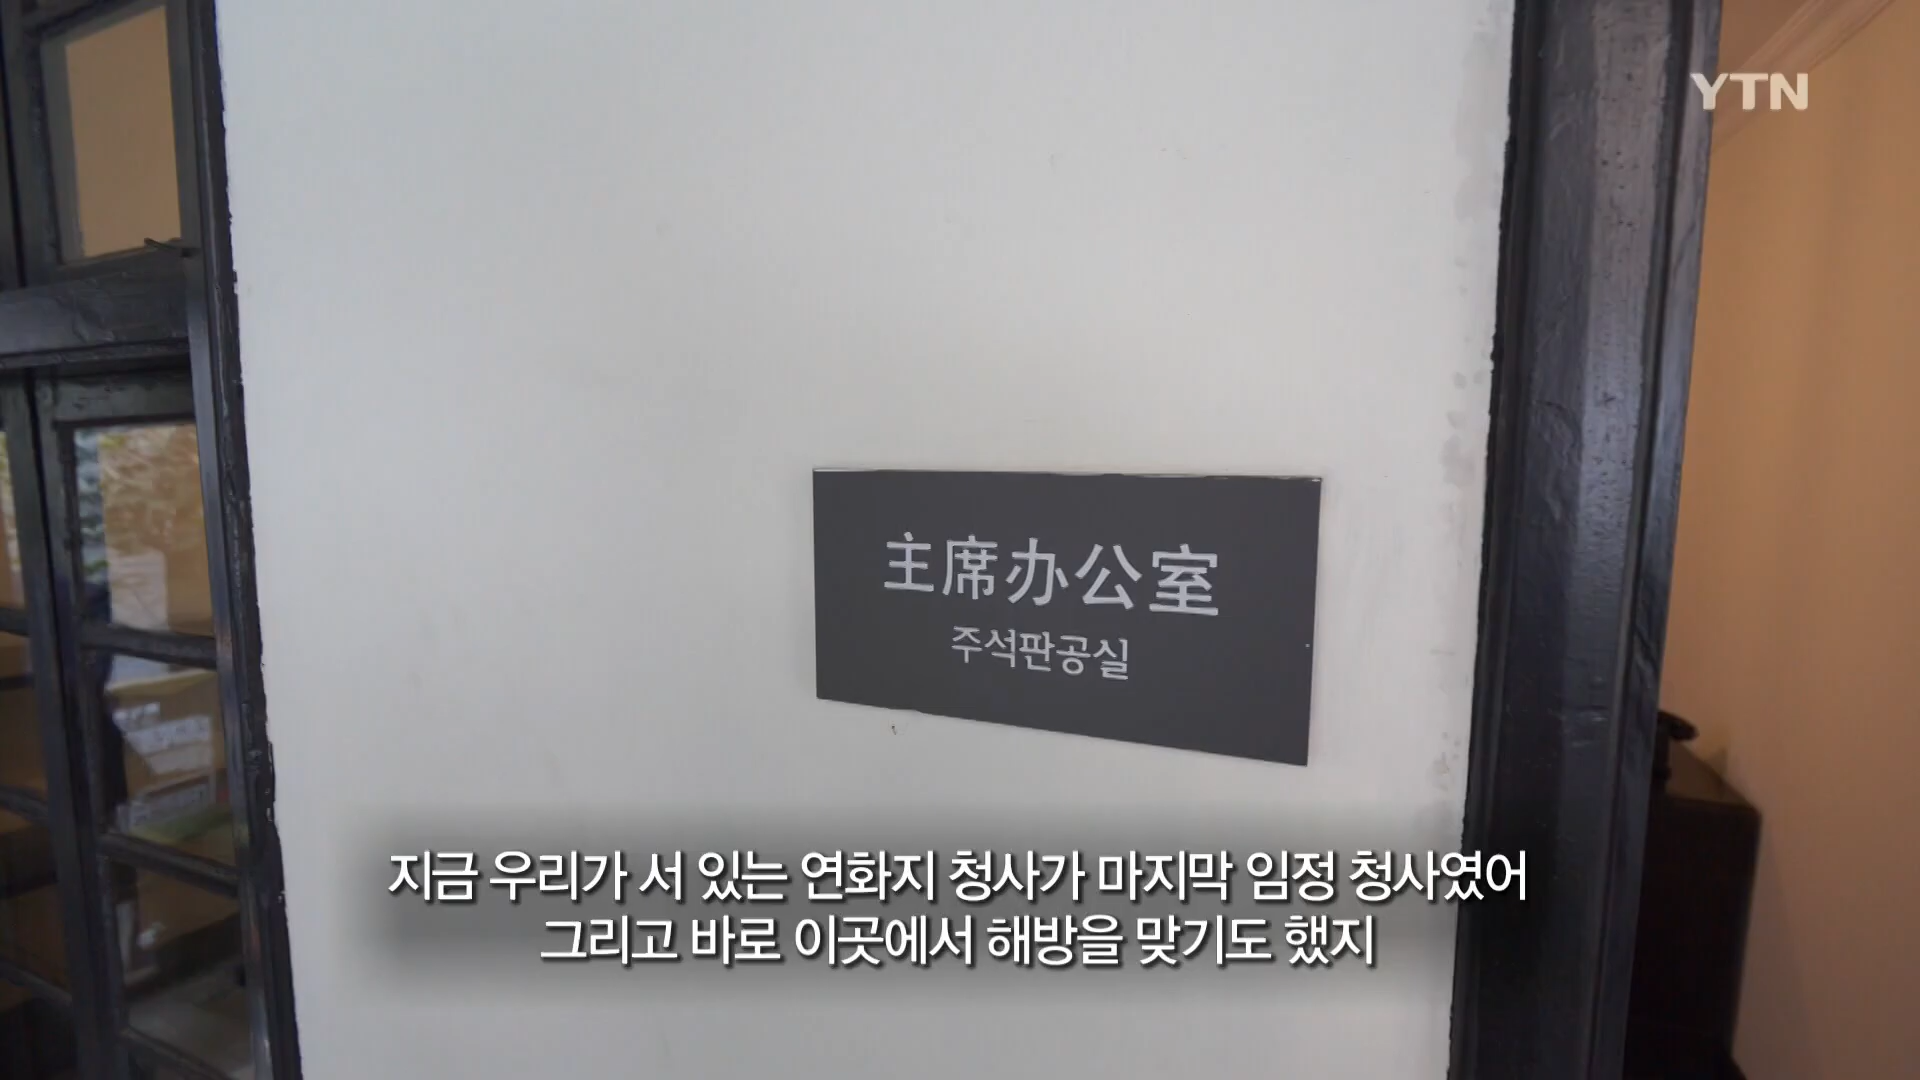 YTN
主席办公室
주석판공실
지금 우리가 서 있는 연화지 청사가 마지막 임정 청사였어
그리고 바로 이곳에서 해방을 맞기도 했지